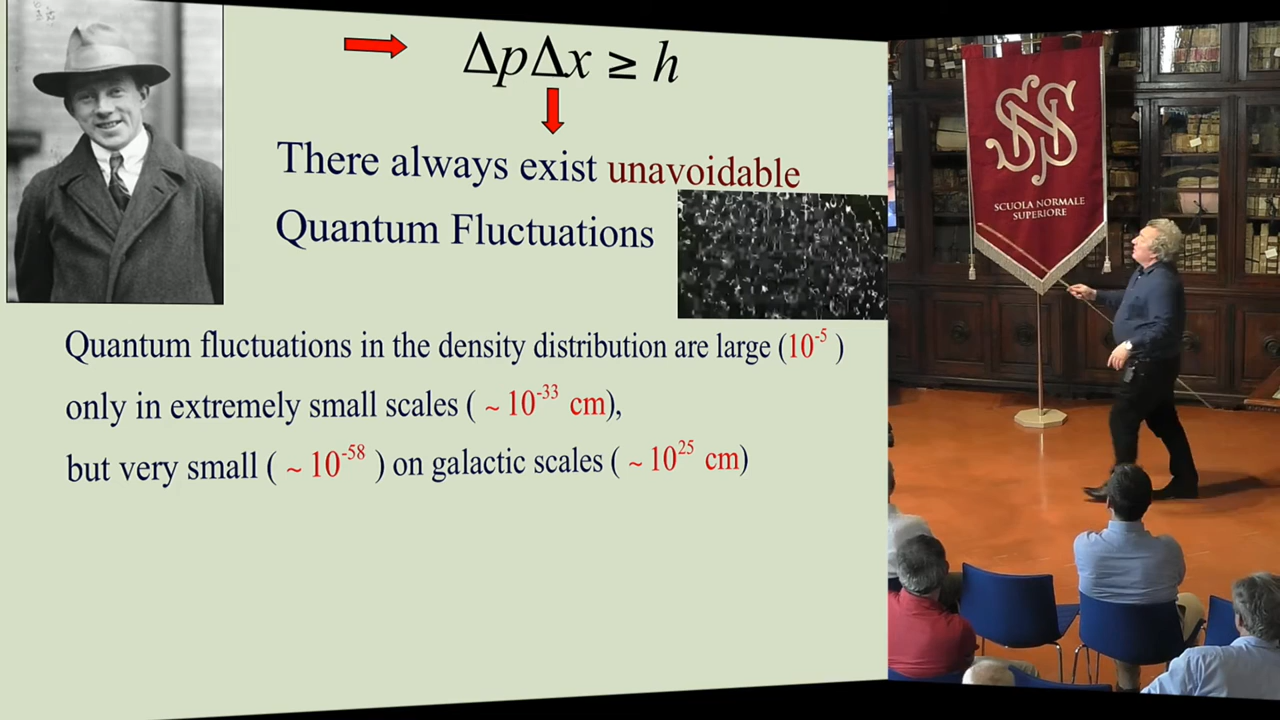 ΔpΔx ≥ h
There always exist unavoidable
Quantum Fluctuations
Quantum fluctuations in the density distribution are large (10⁻⁵ )
only in extremely small scales ( ~ 10⁻³³ cm),
but very small ( ~ 10⁻⁵⁸ ) on galactic scales ( ~ 10²⁵ cm)
SNS
SCUOLA NORMALE
SUPERIORE